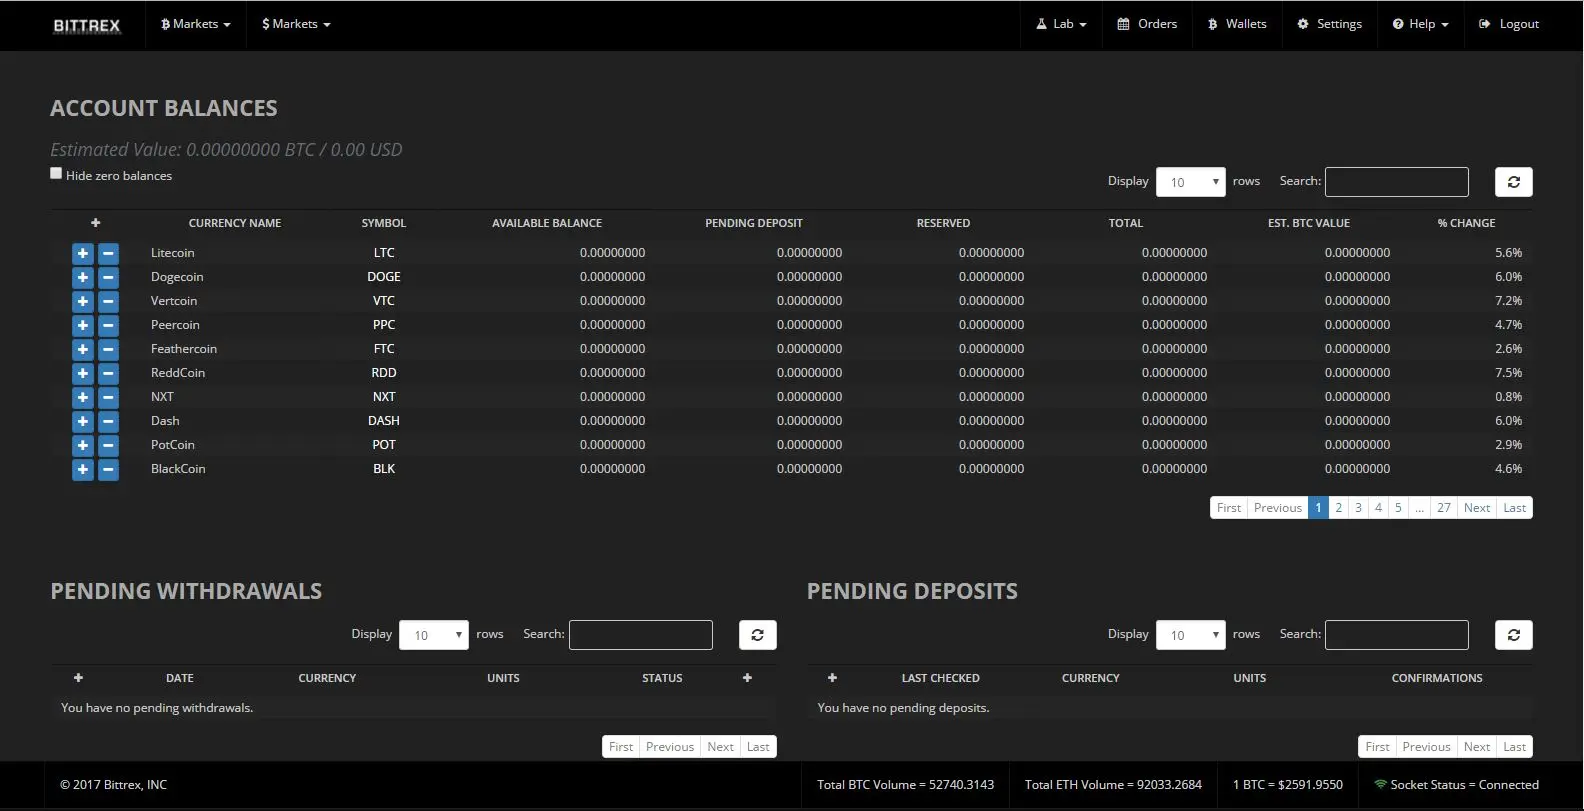 BITTREX Markets $ Markets Lab Orders Wallets Settings Help Logout
ACCOUNT BALANCES
Estimated Value: 0.00000000 BTC / 0.00 USD
Hide zero balances
Display 10 rows Search:
+ CURRENCY NAME SYMBOL AVAILABLE BALANCE PENDING DEPOSIT RESERVED TOTAL EST. BTC VALUE % CHANGE
+ − Litecoin LTC 0.00000000 0.00000000 0.00000000 0.00000000 0.00000000 5.6%
+ − Dogecoin DOGE 0.00000000 0.00000000 0.00000000 0.00000000 0.00000000 6.0%
+ − Vertcoin VTC 0.00000000 0.00000000 0.00000000 0.00000000 0.00000000 7.2%
+ − Peercoin PPC 0.00000000 0.00000000 0.00000000 0.00000000 0.00000000 4.7%
+ − Feathercoin FTC 0.00000000 0.00000000 0.00000000 0.00000000 0.00000000 2.6%
+ − ReddCoin RDD 0.00000000 0.00000000 0.00000000 0.00000000 0.00000000 7.5%
+ − NXT NXT 0.00000000 0.00000000 0.00000000 0.00000000 0.00000000 0.8%
+ − Dash DASH 0.00000000 0.00000000 0.00000000 0.00000000 0.00000000 6.0%
+ − PotCoin POT 0.00000000 0.00000000 0.00000000 0.00000000 0.00000000 2.9%
+ − BlackCoin BLK 0.00000000 0.00000000 0.00000000 0.00000000 0.00000000 4.6%
First Previous 1 2 3 4 5 ... 27 Next Last
PENDING WITHDRAWALS
Display 10 rows Search:
+ DATE CURRENCY UNITS STATUS +
You have no pending withdrawals.
First Previous Next Last
PENDING DEPOSITS
Display 10 rows Search:
+ LAST CHECKED CURRENCY UNITS CONFIRMATIONS
You have no pending deposits.
First Previous Next Last
© 2017 Bittrex, INC Total BTC Volume = 52740.3143 Total ETH Volume = 92033.2684 1 BTC = $2591.9550 Socket Status = Connected